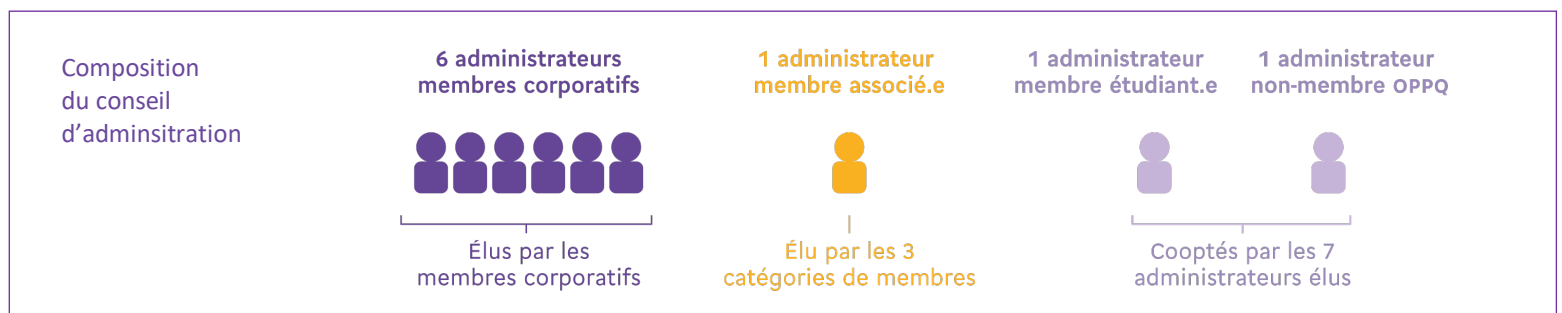 Composition
du conseil
d’adminsitration
6 administrateurs
membres corporatifs
1 administrateur
membre associé.e
1 administrateur
membre étudiant.e
1 administrateur
non-membre OPPQ
Élus par les
membres corporatifs
Élu par les 3
catégories de membres
Cooptés par les 7
administrateurs élus